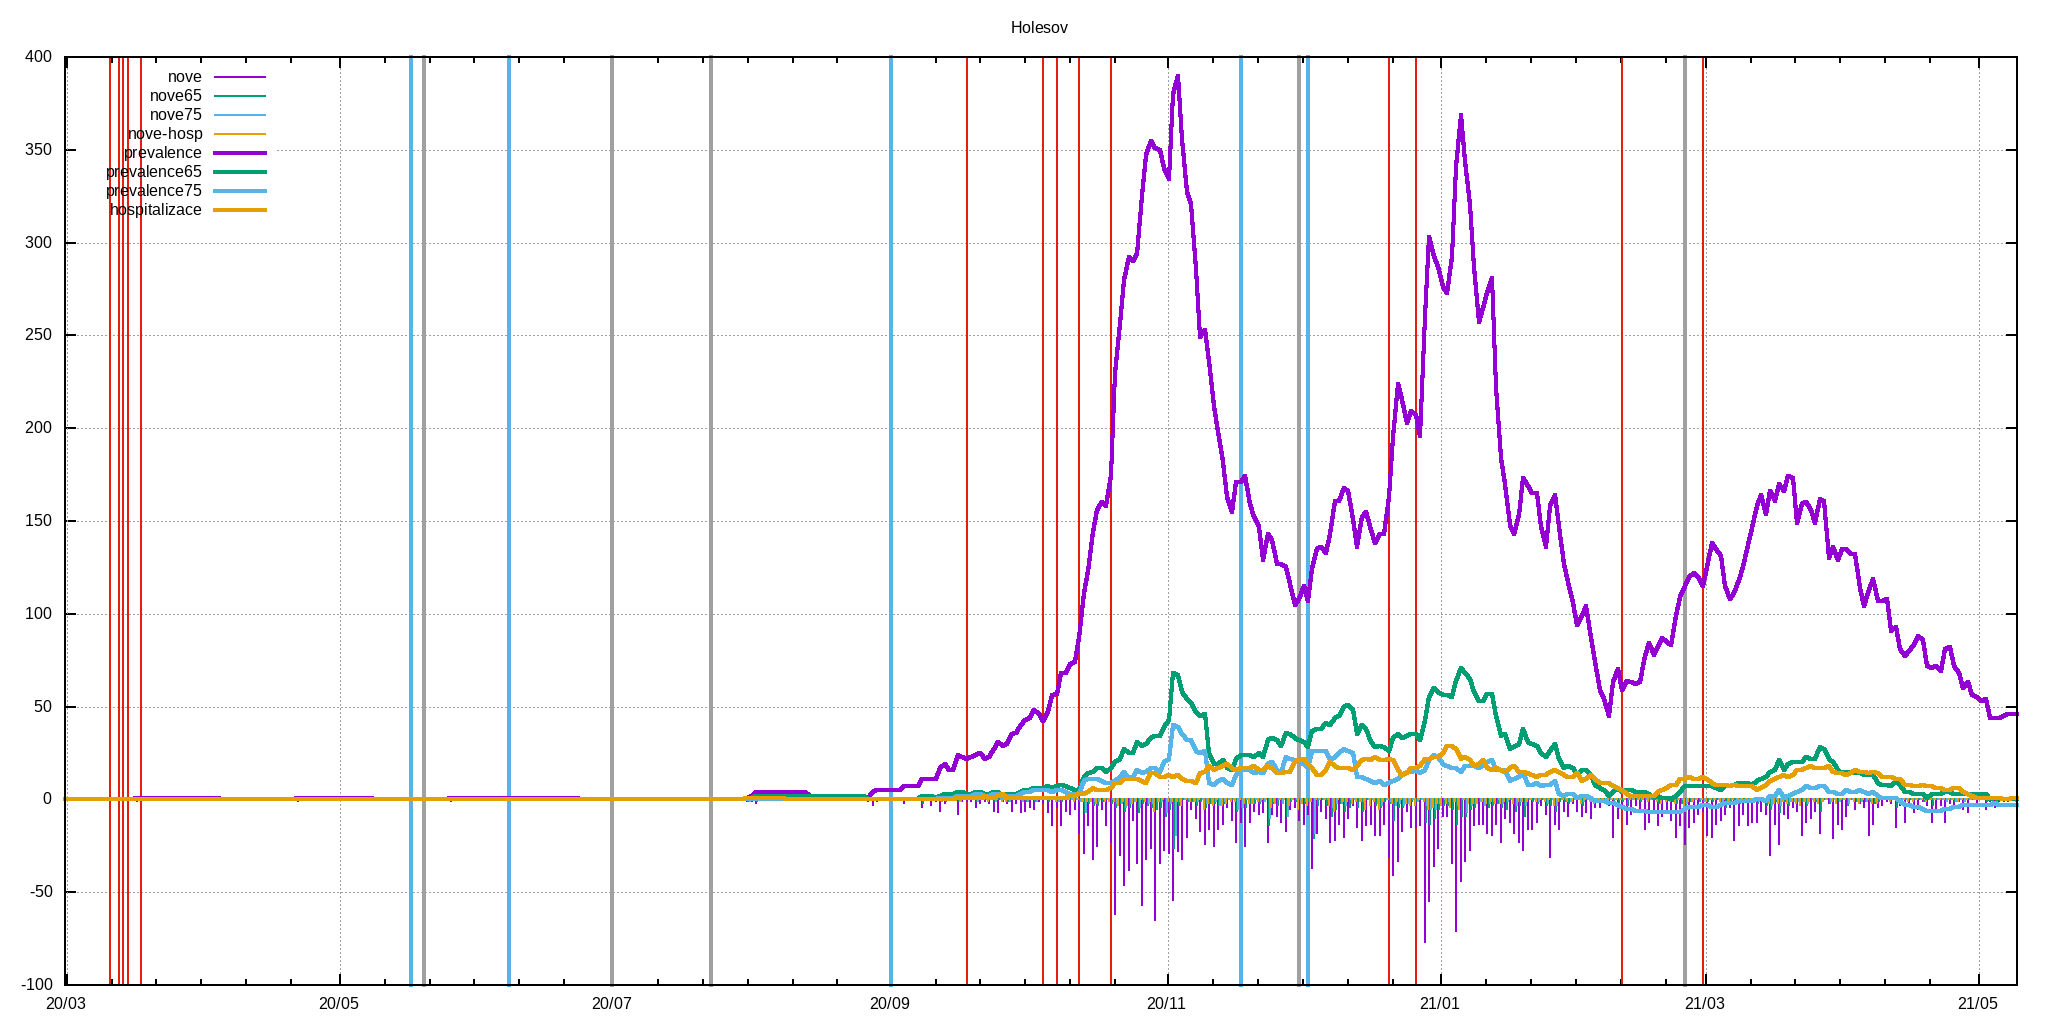 Holesov
400
350
300
250
200
150
100
50
0
-50
-100
nove
nove65
nove75
nove-hosp
prevalence
prevalence65
prevalence75
hospitalizace
20/03 20/05 20/07 20/09 20/11 21/01 21/03 21/05